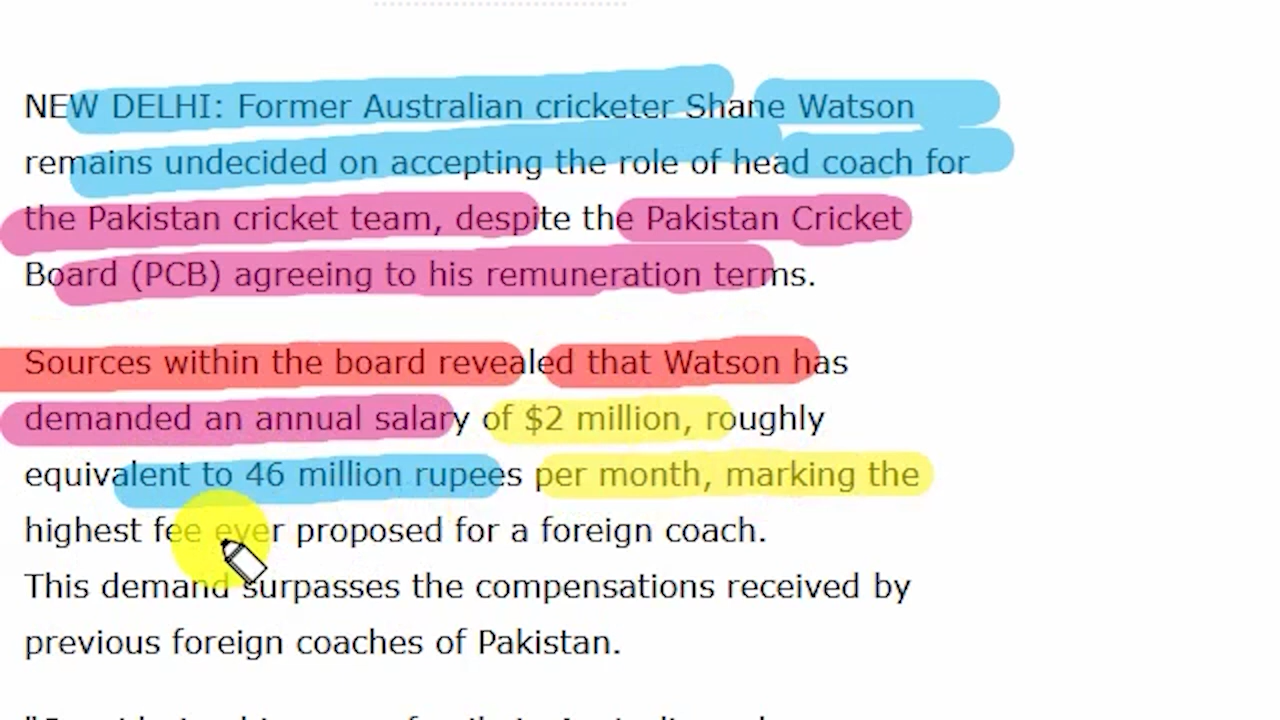 NEW DELHI: Former Australian cricketer Shane Watson
remains undecided on accepting the role of head coach for
the Pakistan cricket team, despite the Pakistan Cricket
Board (PCB) agreeing to his remuneration terms.
Sources within the board revealed that Watson has
demanded an annual salary of $2 million, roughly
equivalent to 46 million rupees per month, marking the
highest fee ever proposed for a foreign coach.
This demand surpasses the compensations received by
previous foreign coaches of Pakistan.